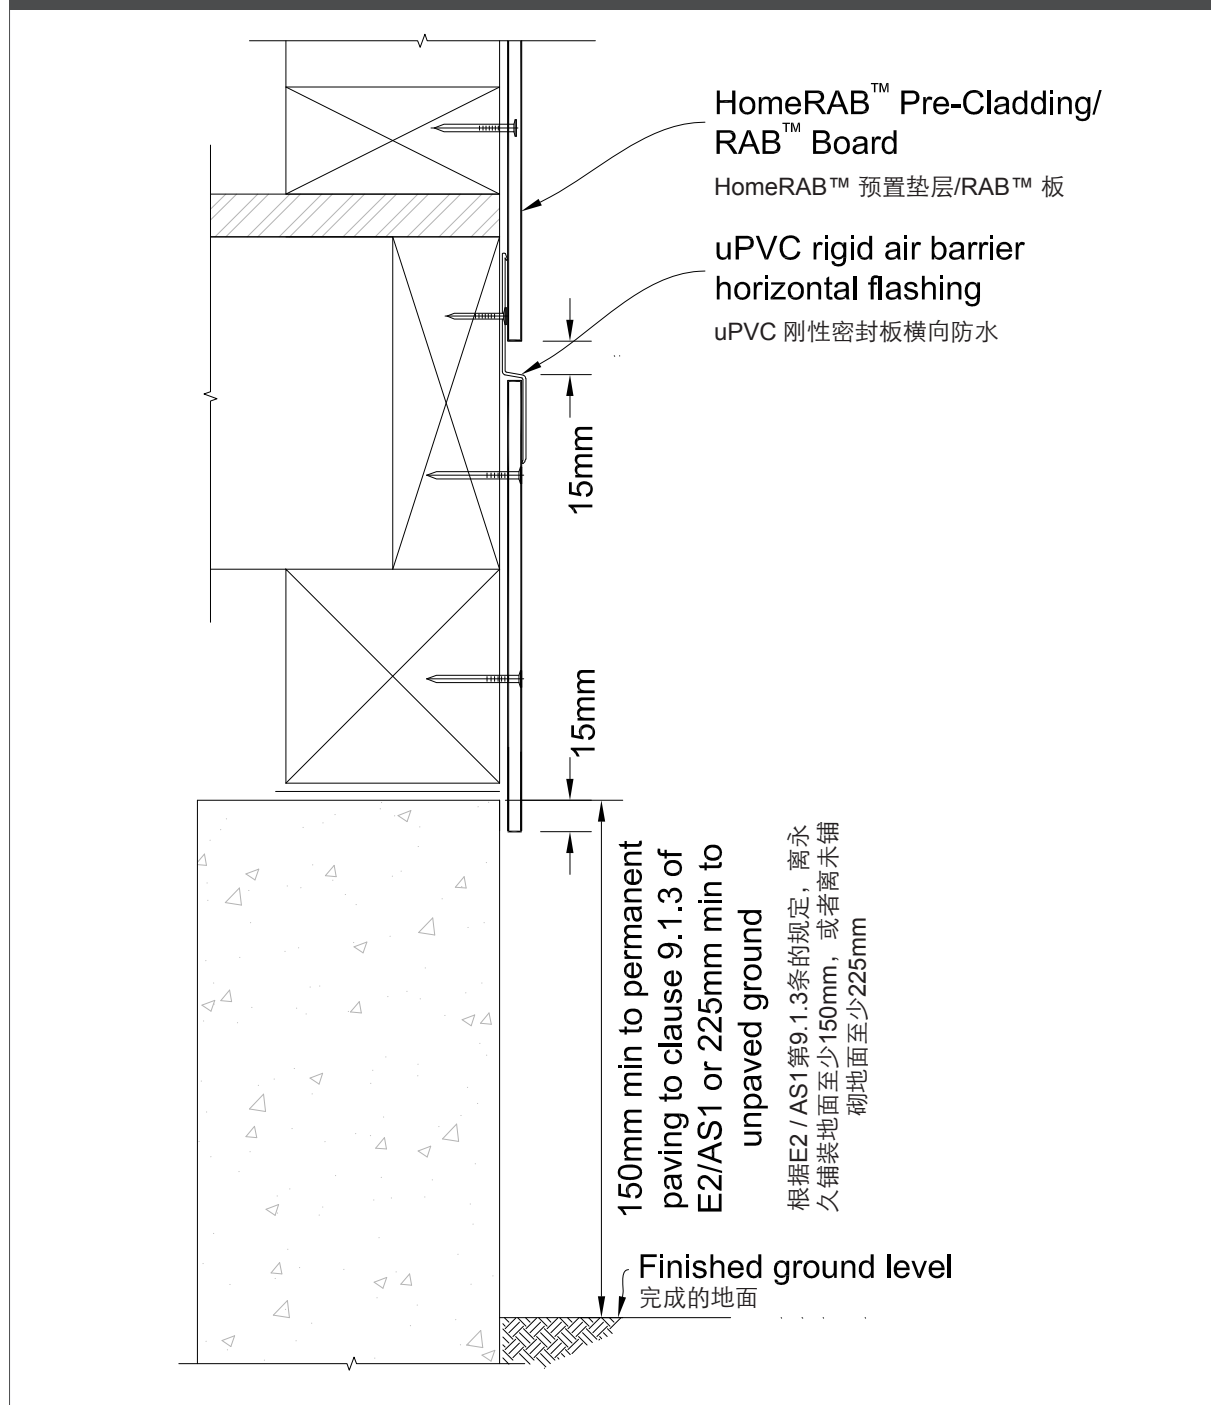 HomeRAB™ Pre-Cladding/
RAB™ Board
HomeRAB™ 预置垫层/RAB™ 板
uPVC rigid air barrier
horizontal flashing
uPVC 刚性密封板横向防水
15mm
15mm
150mm min to permanent
paving to clause 9.1.3 of
E2/AS1 or 225mm min to
unpaved ground
根据E2 / AS1第9.1.3条的规定，离永
久铺装地面至少150mm，或者离未铺
砌地面至少225mm
Finished ground level
完成的地面